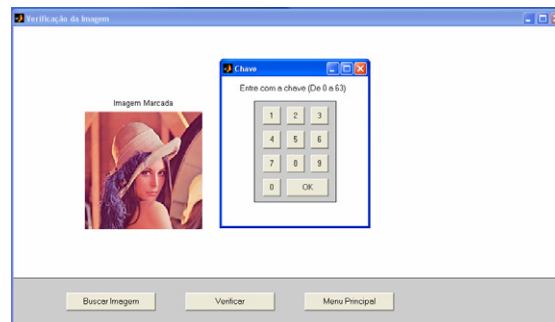 Verificação da Imagem
Chave
Entre com a chave (De 0 a 63)
Imagem Marcada
1 2 3
4 5 6
7 8 9
0 OK
Buscar Imagem Verificar Menu Principal